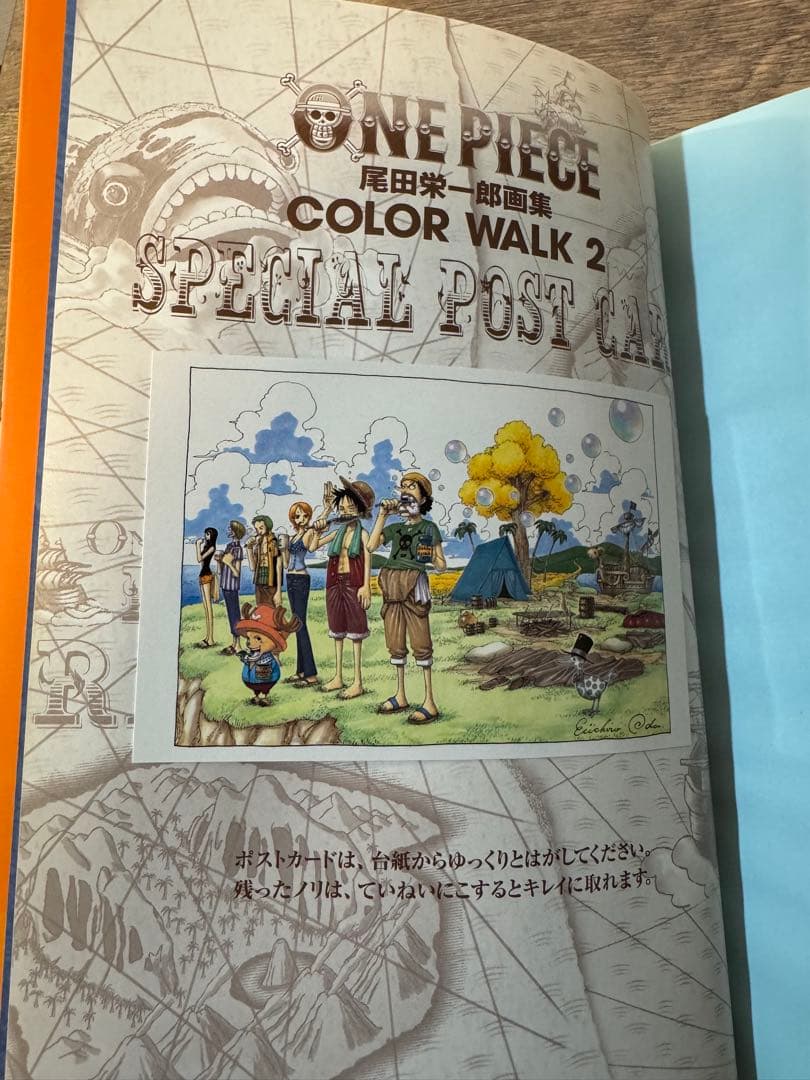 ONE PIECE
尾田栄一郎画集
COLOR WALK 2
SPECIAL POST CAR
Eiichiro Oda
ポストカードは、台紙からゆっくりとはがしてください。
残ったノリは、ていねいにこするとキレイに取れます。